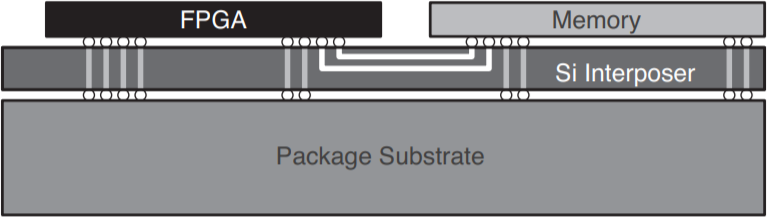 FPGA
Memory
Si Interposer
Package Substrate